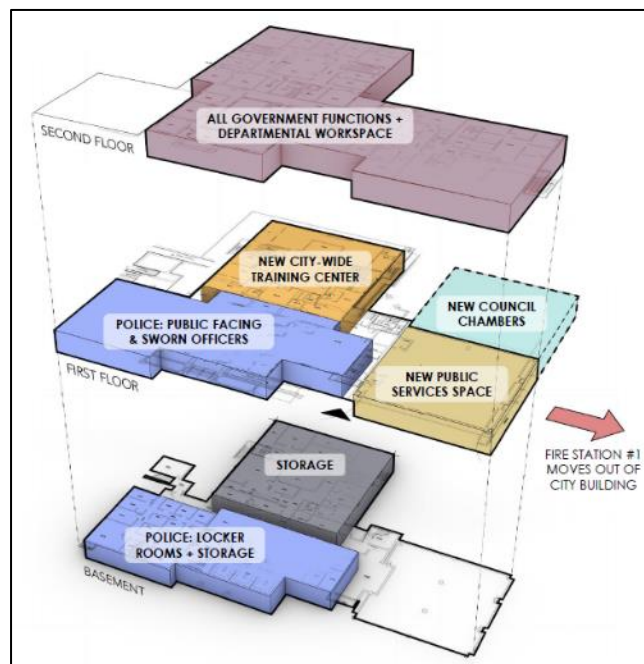 ALL GOVERNMENT FUNCTIONS +
DEPARTMENTAL WORKSPACE
SECOND FLOOR
NEW CITY-WIDE
TRAINING CENTER
NEW COUNCIL
CHAMBERS
POLICE: PUBLIC FACING
& SWORN OFFICERS
NEW PUBLIC
SERVICES SPACE
FIRST FLOOR
FIRE STATION #1
MOVES OUT OF
CITY BUILDING
STORAGE
POLICE: LOCKER
ROOMS + STORAGE
BASEMENT